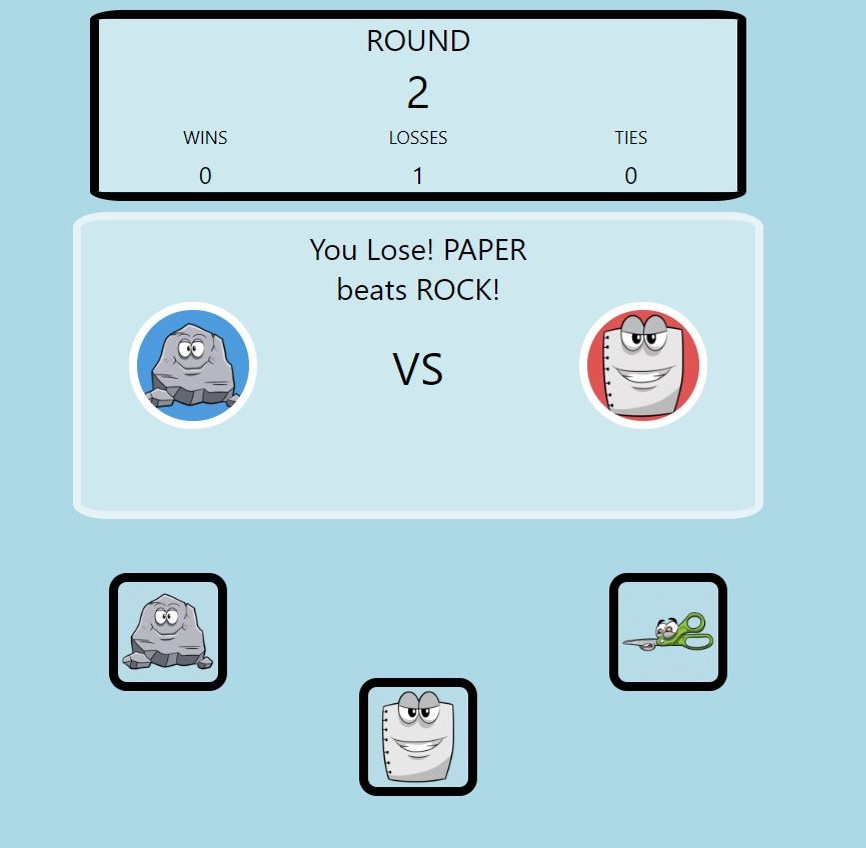 ROUND
2
WINS LOSSES TIES
0 1 0
You Lose! PAPER
beats ROCK!
VS